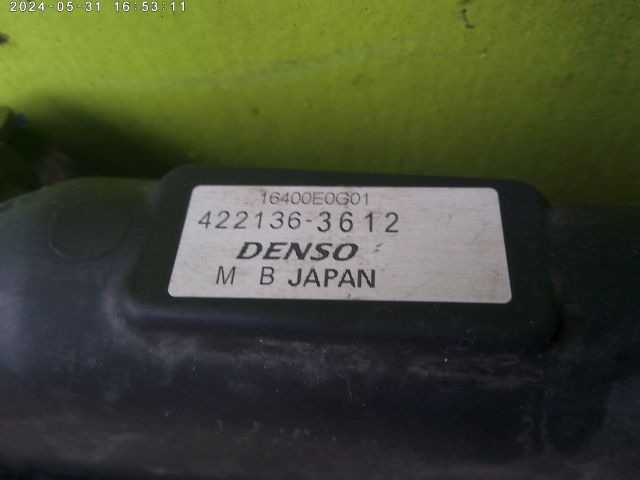 2024-05-31 16:53:11
16400E0G01
422136-3612
DENSO
M B JAPAN